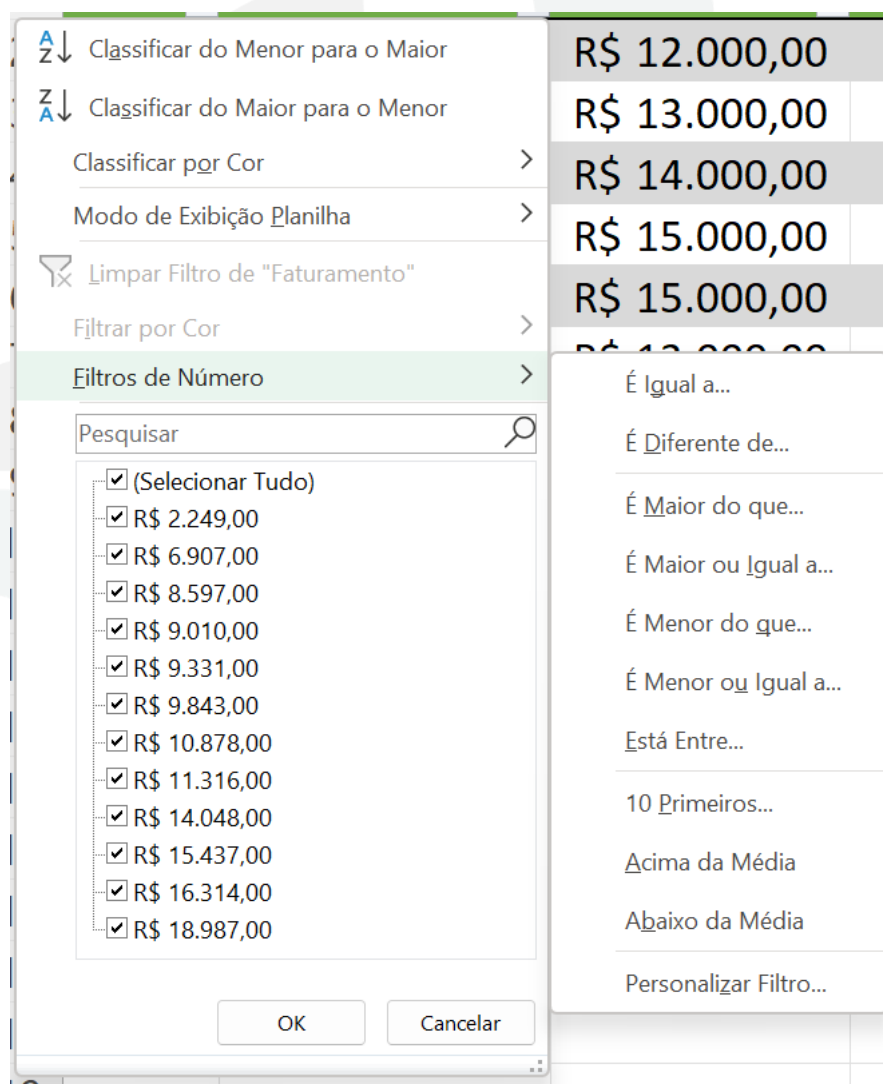 Classificar do Menor para o Maior
Classificar do Maior para o Menor
Classificar por Cor
Modo de Exibição Planilha
Limpar Filtro de "Faturamento"
Filtrar por Cor
Filtros de Número
Pesquisar
(Selecionar Tudo)
R$ 2.249,00
R$ 6.907,00
R$ 8.597,00
R$ 9.010,00
R$ 9.331,00
R$ 9.843,00
R$ 10.878,00
R$ 11.316,00
R$ 14.048,00
R$ 15.437,00
R$ 16.314,00
R$ 18.987,00
OK Cancelar
R$ 12.000,00
R$ 13.000,00
R$ 14.000,00
R$ 15.000,00
R$ 15.000,00
É Igual a...
É Diferente de...
É Maior do que...
É Maior ou Igual a...
É Menor do que...
É Menor ou Igual a...
Está Entre...
10 Primeiros...
Acima da Média
Abaixo da Média
Personalizar Filtro...